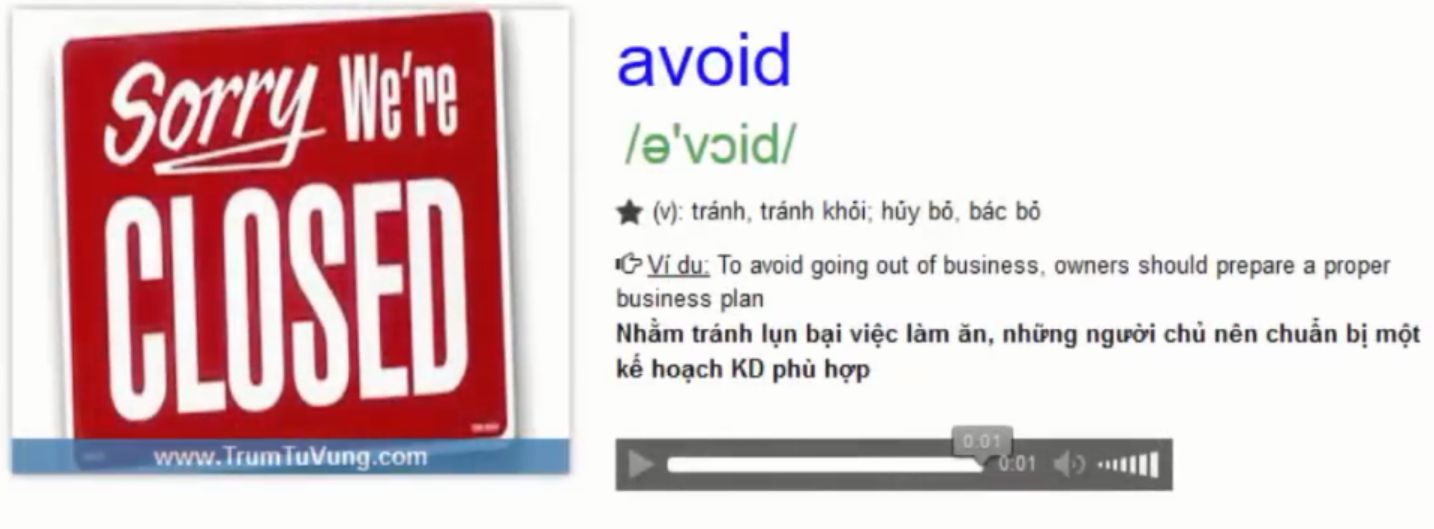 Sorry We're
CLOSED
www.TrumTuVung.com
avoid
/ə'vɔid/
★ (v): tránh, tránh khỏi; hủy bỏ, bác bỏ
Ví du: To avoid going out of business, owners should prepare a proper
business plan
Nhằm tránh lụn bại việc làm ăn, những người chủ nên chuẩn bị một
kế hoạch KD phù hợp
0:01
0:01